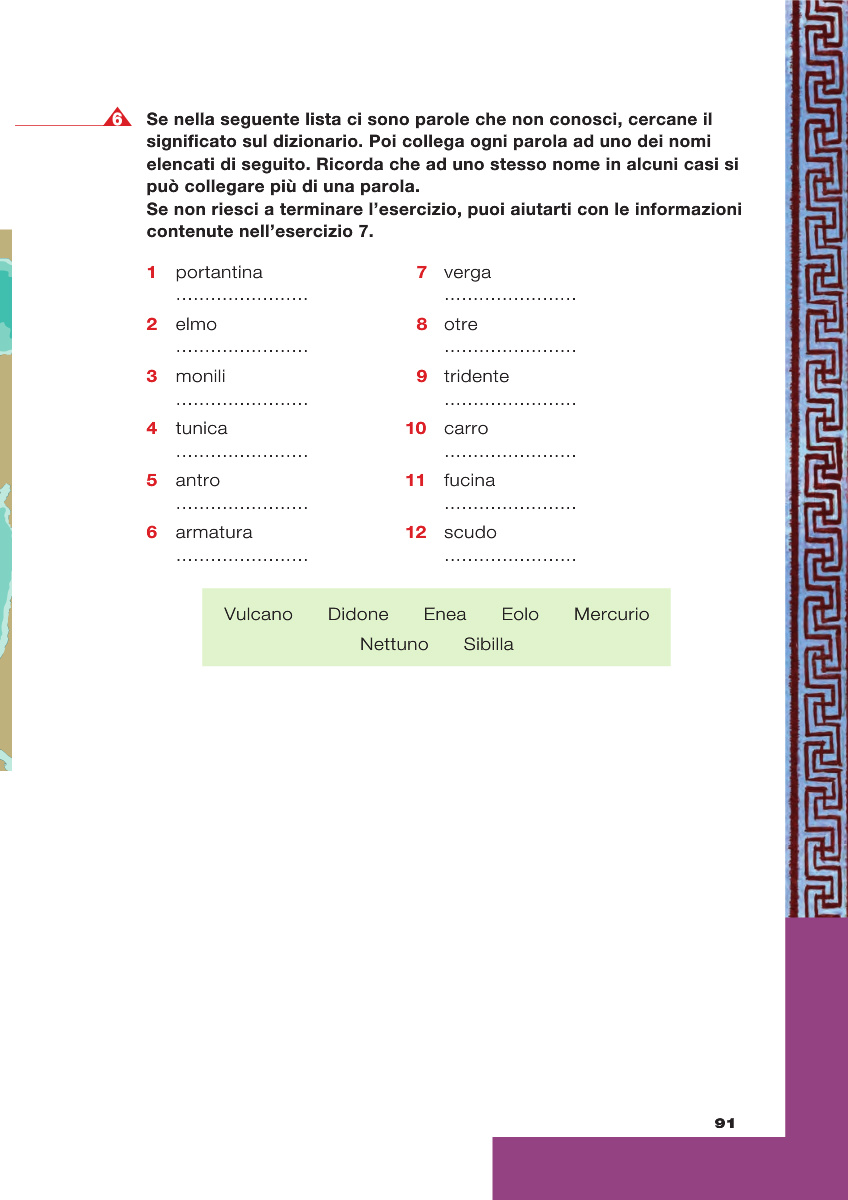 6 Se nella seguente lista ci sono parole che non conosci, cercane il
significato sul dizionario. Poi collega ogni parola ad uno dei nomi
elencati di seguito. Ricorda che ad uno stesso nome in alcuni casi si
può collegare più di una parola.
Se non riesci a terminare l’esercizio, puoi aiutarti con le informazioni
contenute nell’esercizio 7.
1 portantina
.......................
2 elmo
.......................
3 monili
.......................
4 tunica
.......................
5 antro
.......................
6 armatura
.......................
7 verga
.......................
8 otre
.......................
9 tridente
.......................
10 carro
.......................
11 fucina
.......................
12 scudo
.......................
Vulcano Didone Enea Eolo Mercurio
Nettuno Sibilla
91